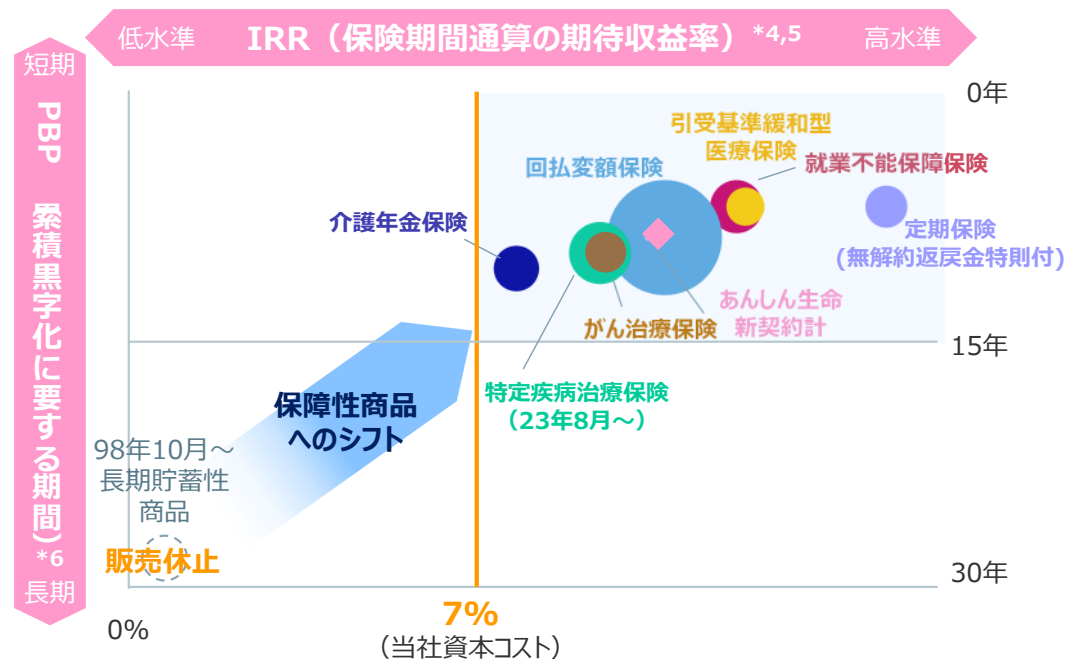 低水準 IRR（保険期間通算の期待収益率）*4,5 高水準
短期
PBP 累積黒字化に要する期間）*6
長期
0年
引受基準緩和型
医療保険
就業不能保障保険
回払変額保険
介護年金保険
定期保険
(無解約返戻金特則付)
あんしん生命
新契約計
がん治療保険
15年
特定疾病治療保険
（23年8月～）
保障性商品
へのシフト
98年10月～
長期貯蓄性
商品
販売休止
30年
0%
7%
（当社資本コスト）